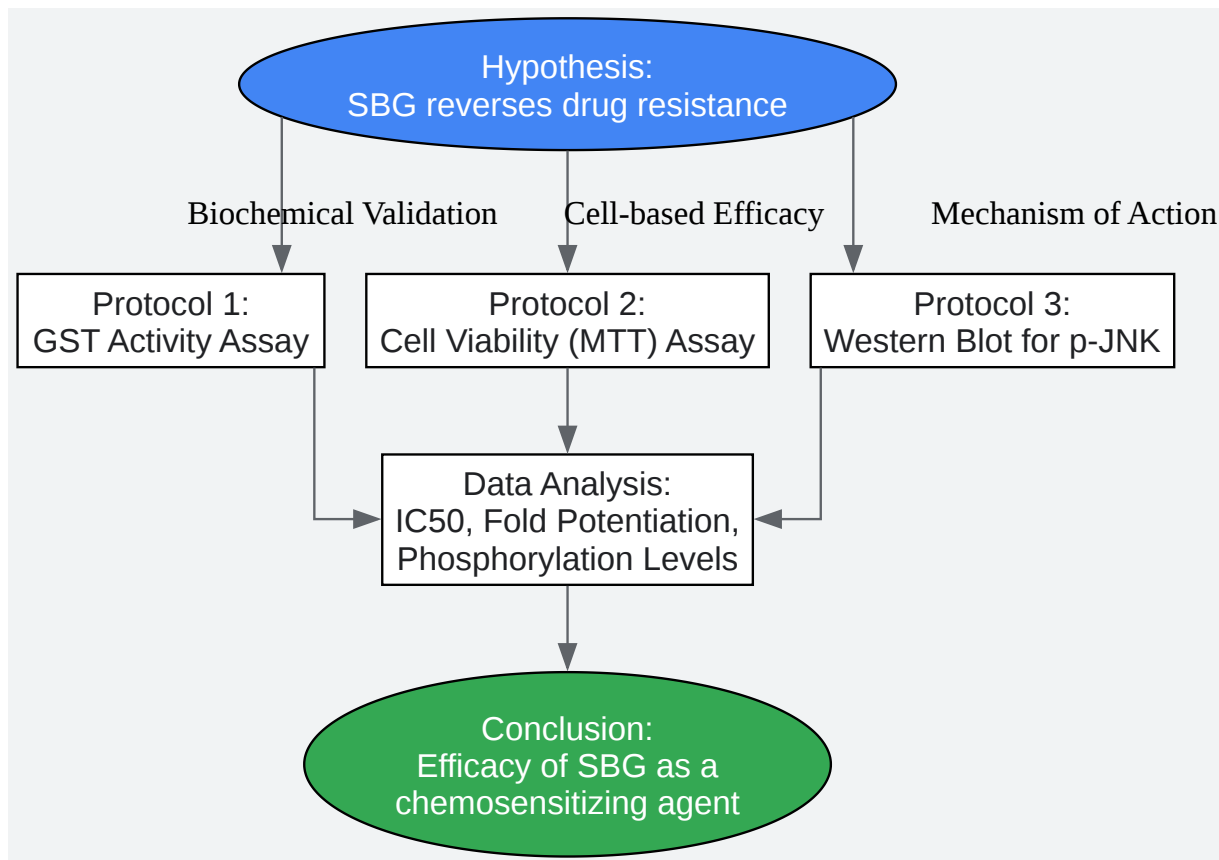 Hypothesis:
SBG reverses drug resistance
Biochemical Validation
Cell-based Efficacy
Mechanism of Action
Protocol 1:
GST Activity Assay
Protocol 2:
Cell Viability (MTT) Assay
Protocol 3:
Western Blot for p-JNK
Data Analysis:
IC50, Fold Potentiation,
Phosphorylation Levels
Conclusion:
Efficacy of SBG as a
chemosensitizing agent